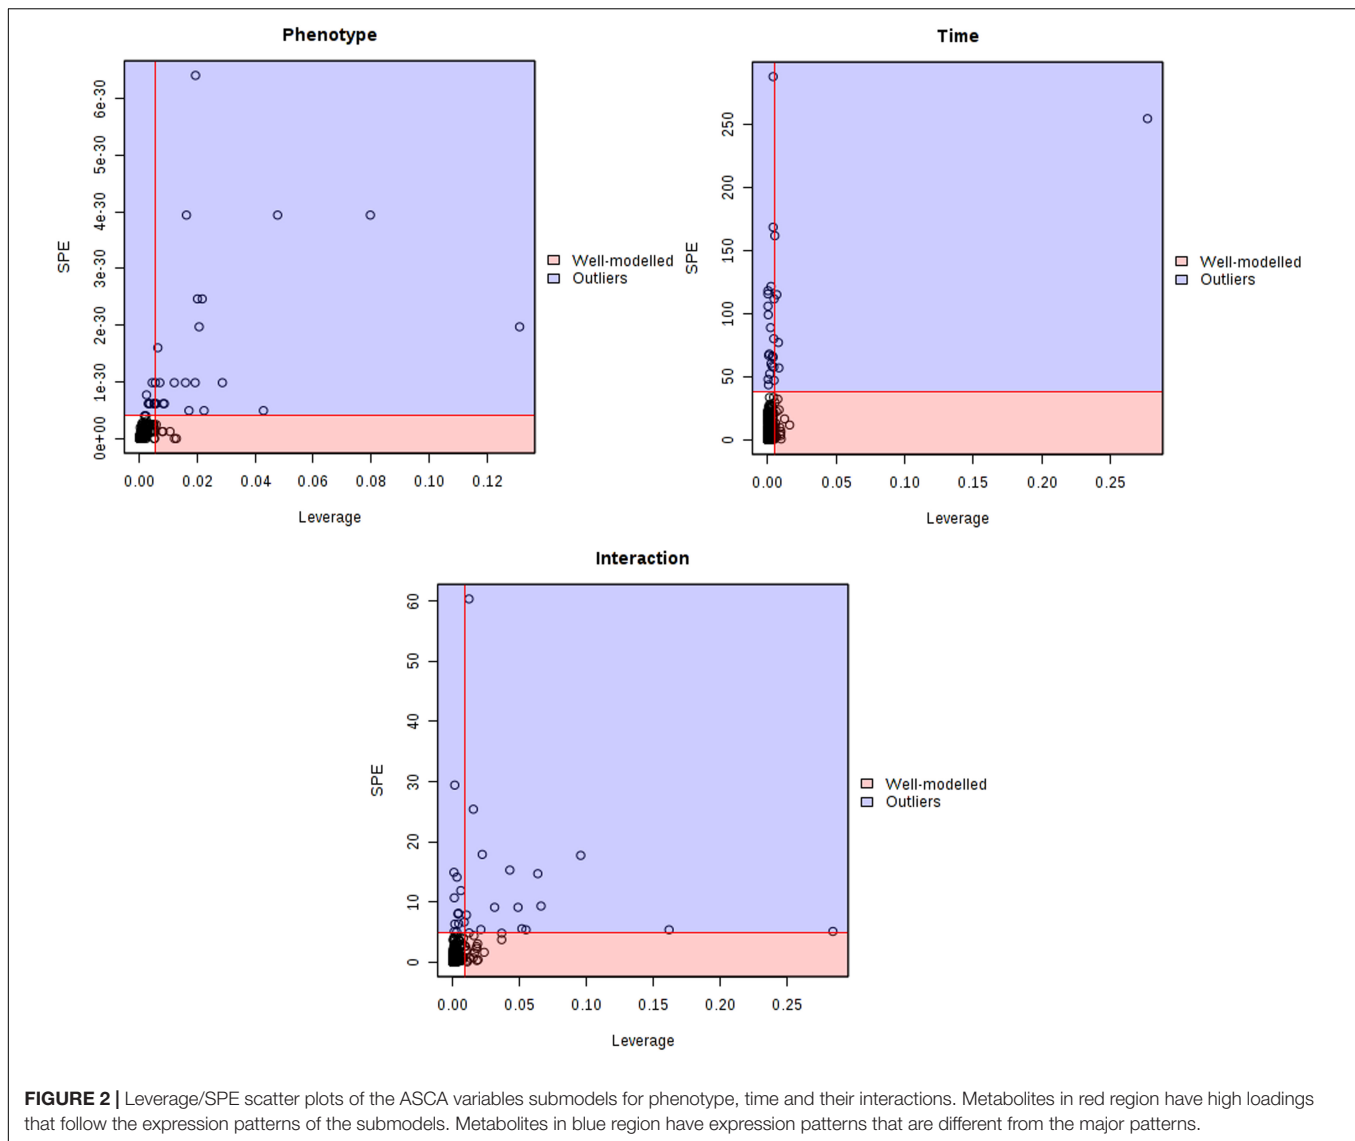 Phenotype
SPE
6e-30
5e-30
4e-30
3e-30
2e-30
1e-30
0e+00
0.00 0.02 0.04 0.06 0.08 0.10 0.12
Leverage
Well-modelled
Outliers
Time
SPE
250
200
150
100
50
0
0.00 0.05 0.10 0.15 0.20 0.25
Leverage
Well-modelled
Outliers
Interaction
SPE
60
50
40
30
20
10
0
0.00 0.05 0.10 0.15 0.20 0.25
Leverage
Well-modelled
Outliers
FIGURE 2 | Leverage/SPE scatter plots of the ASCA variables submodels for phenotype, time and their interactions. Metabolites in red region have high loadings
that follow the expression patterns of the submodels. Metabolites in blue region have expression patterns that are different from the major patterns.